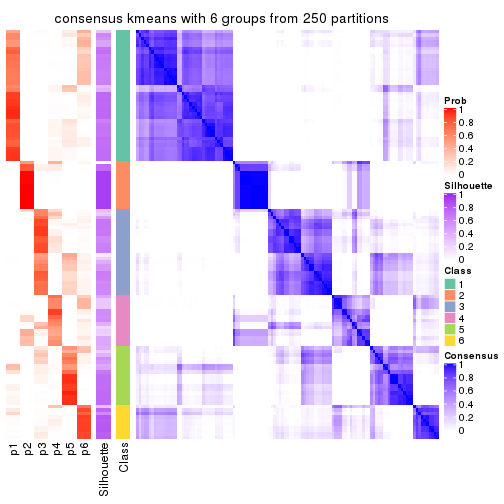 consensus kmeans with 6 groups from 250 partitions
p1
p2
p3
p4
p5
p6
Silhouette
Class
Prob
1
0.8
0.6
0.4
0.2
0
Silhouette
1
0.8
0.6
0.4
0.2
0
Class
1
2
3
4
5
6
Consensus
1
0.8
0.6
0.4
0.2
0